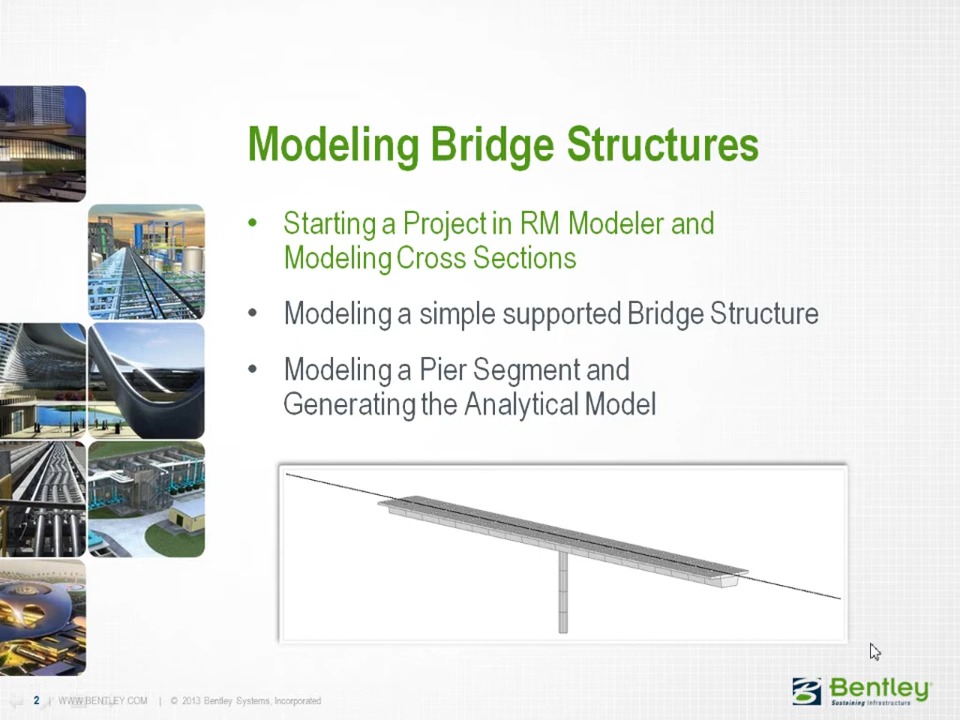 Modeling Bridge Structures
• Starting a Project in RM Modeler and
Modeling Cross Sections
• Modeling a simple supported Bridge Structure
• Modeling a Pier Segment and
Generating the Analytical Model
2 | WWW.BENTLEY.COM | © 2013 Bentley Systems, Incorporated
Bentley®
Sustaining Infrastructure